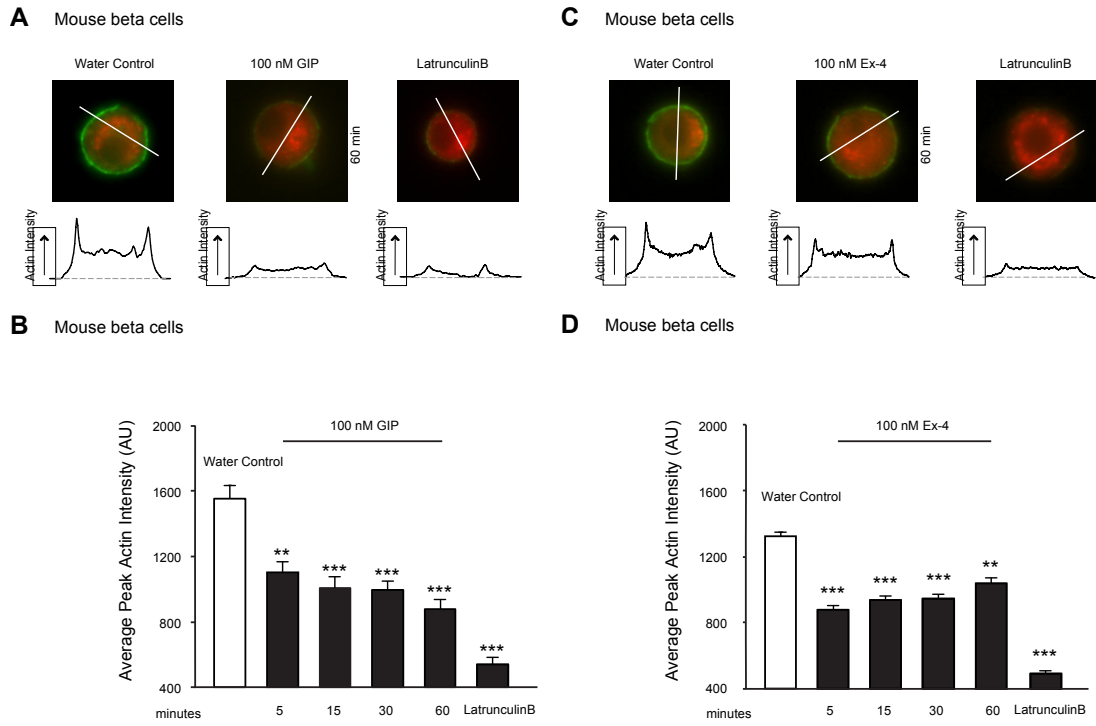 A Mouse beta cells
Water Control
100 nM GIP
LatrunculinB
60 min
Actin Intensity
Actin Intensity
Actin Intensity
B Mouse beta cells
Average Peak Actin Intensity (AU)
2000
1600
1200
800
400
100 nM GIP
Water Control
**
***
***
***
***
minutes 5 15 30 60 LatrunculinB
C Mouse beta cells
Water Control
100 nM Ex-4
LatrunculinB
60 min
Actin Intensity
Actin Intensity
Actin Intensity
D Mouse beta cells
Average Peak Actin Intensity (AU)
2000
1600
1200
800
400
100 nM Ex-4
Water Control
***
***
***
**
***
minutes 5 15 30 60 LatrunculinB